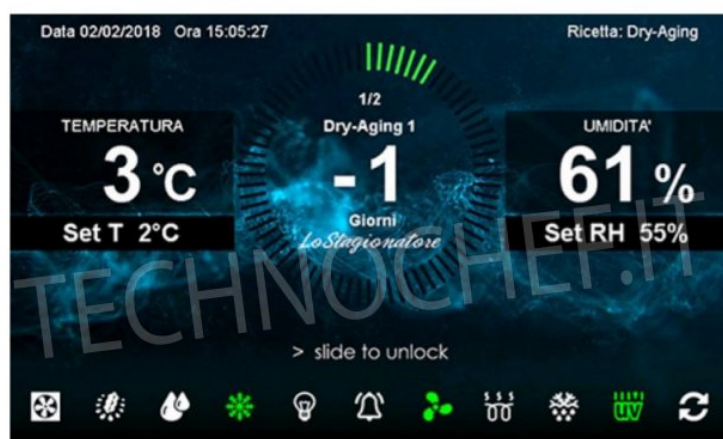 Data 02/02/2018 Ora 15:05:27
Ricetta: Dry-Aging
1/2
Dry-Aging 1
- 1
Giorni
LoStagionatore
TEMPERATURA
3 °C
Set T 2°C
UMIDITA'
61 %
Set RH 55%
TECHNOCHEF.IT
> slide to unlock
UV